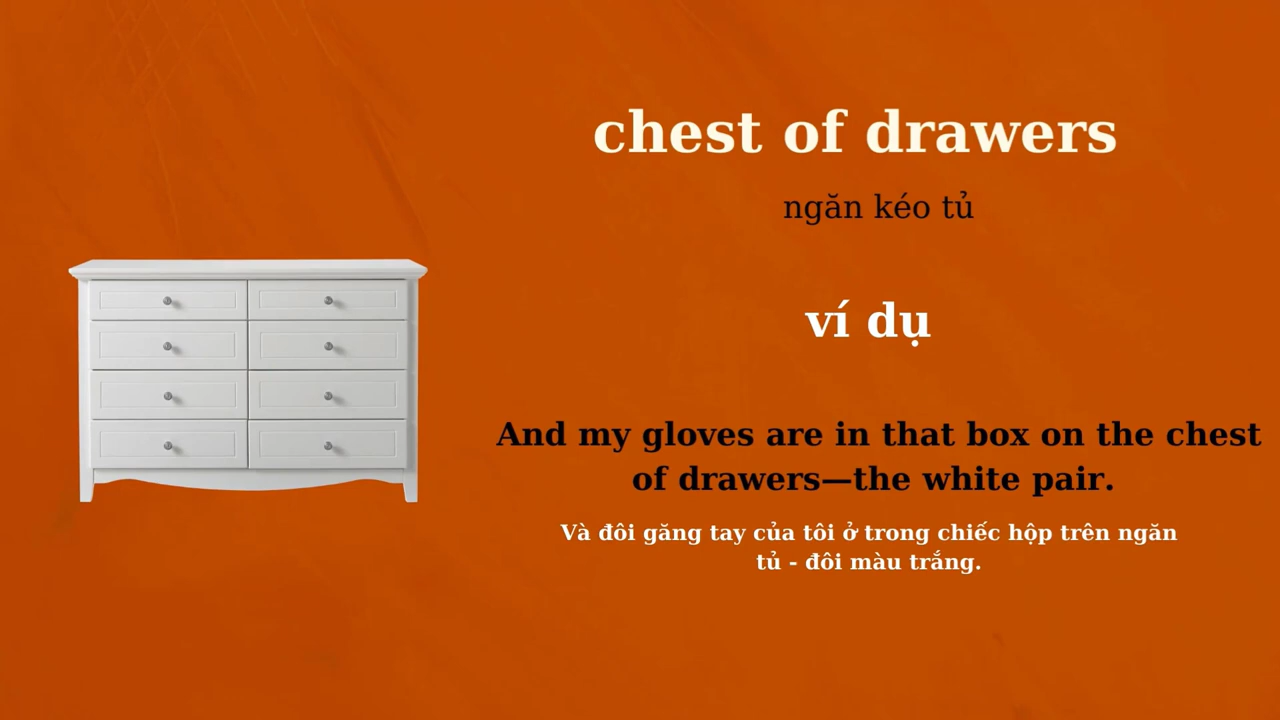 chest of drawers
ngăn kéo tủ
ví dụ
And my gloves are in that box on the chest
of drawers—the white pair.
Và đôi găng tay của tôi ở trong chiếc hộp trên ngăn
tủ - đôi màu trắng.